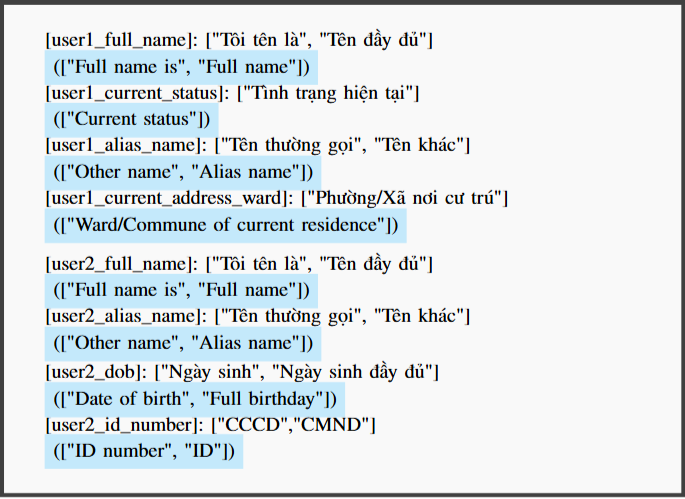 [user1_full_name]: ["Tôi tên là", "Tên đầy đủ"]
(["Full name is", "Full name"])
[user1_current_status]: ["Tình trạng hiện tại"]
(["Current status"])
[user1_alias_name]: ["Tên thường gọi", "Tên khác"]
(["Other name", "Alias name"])
[user1_current_address_ward]: ["Phường/Xã nơi cư trú"]
(["Ward/Commune of current residence"])
[user2_full_name]: ["Tôi tên là", "Tên đầy đủ"]
(["Full name is", "Full name"])
[user2_alias_name]: ["Tên thường gọi", "Tên khác"]
(["Other name", "Alias name"])
[user2_dob]: ["Ngày sinh", "Ngày sinh đầy đủ"]
(["Date of birth", "Full birthday"])
[user2_id_number]: ["CCCD","CMND"]
(["ID number", "ID"])